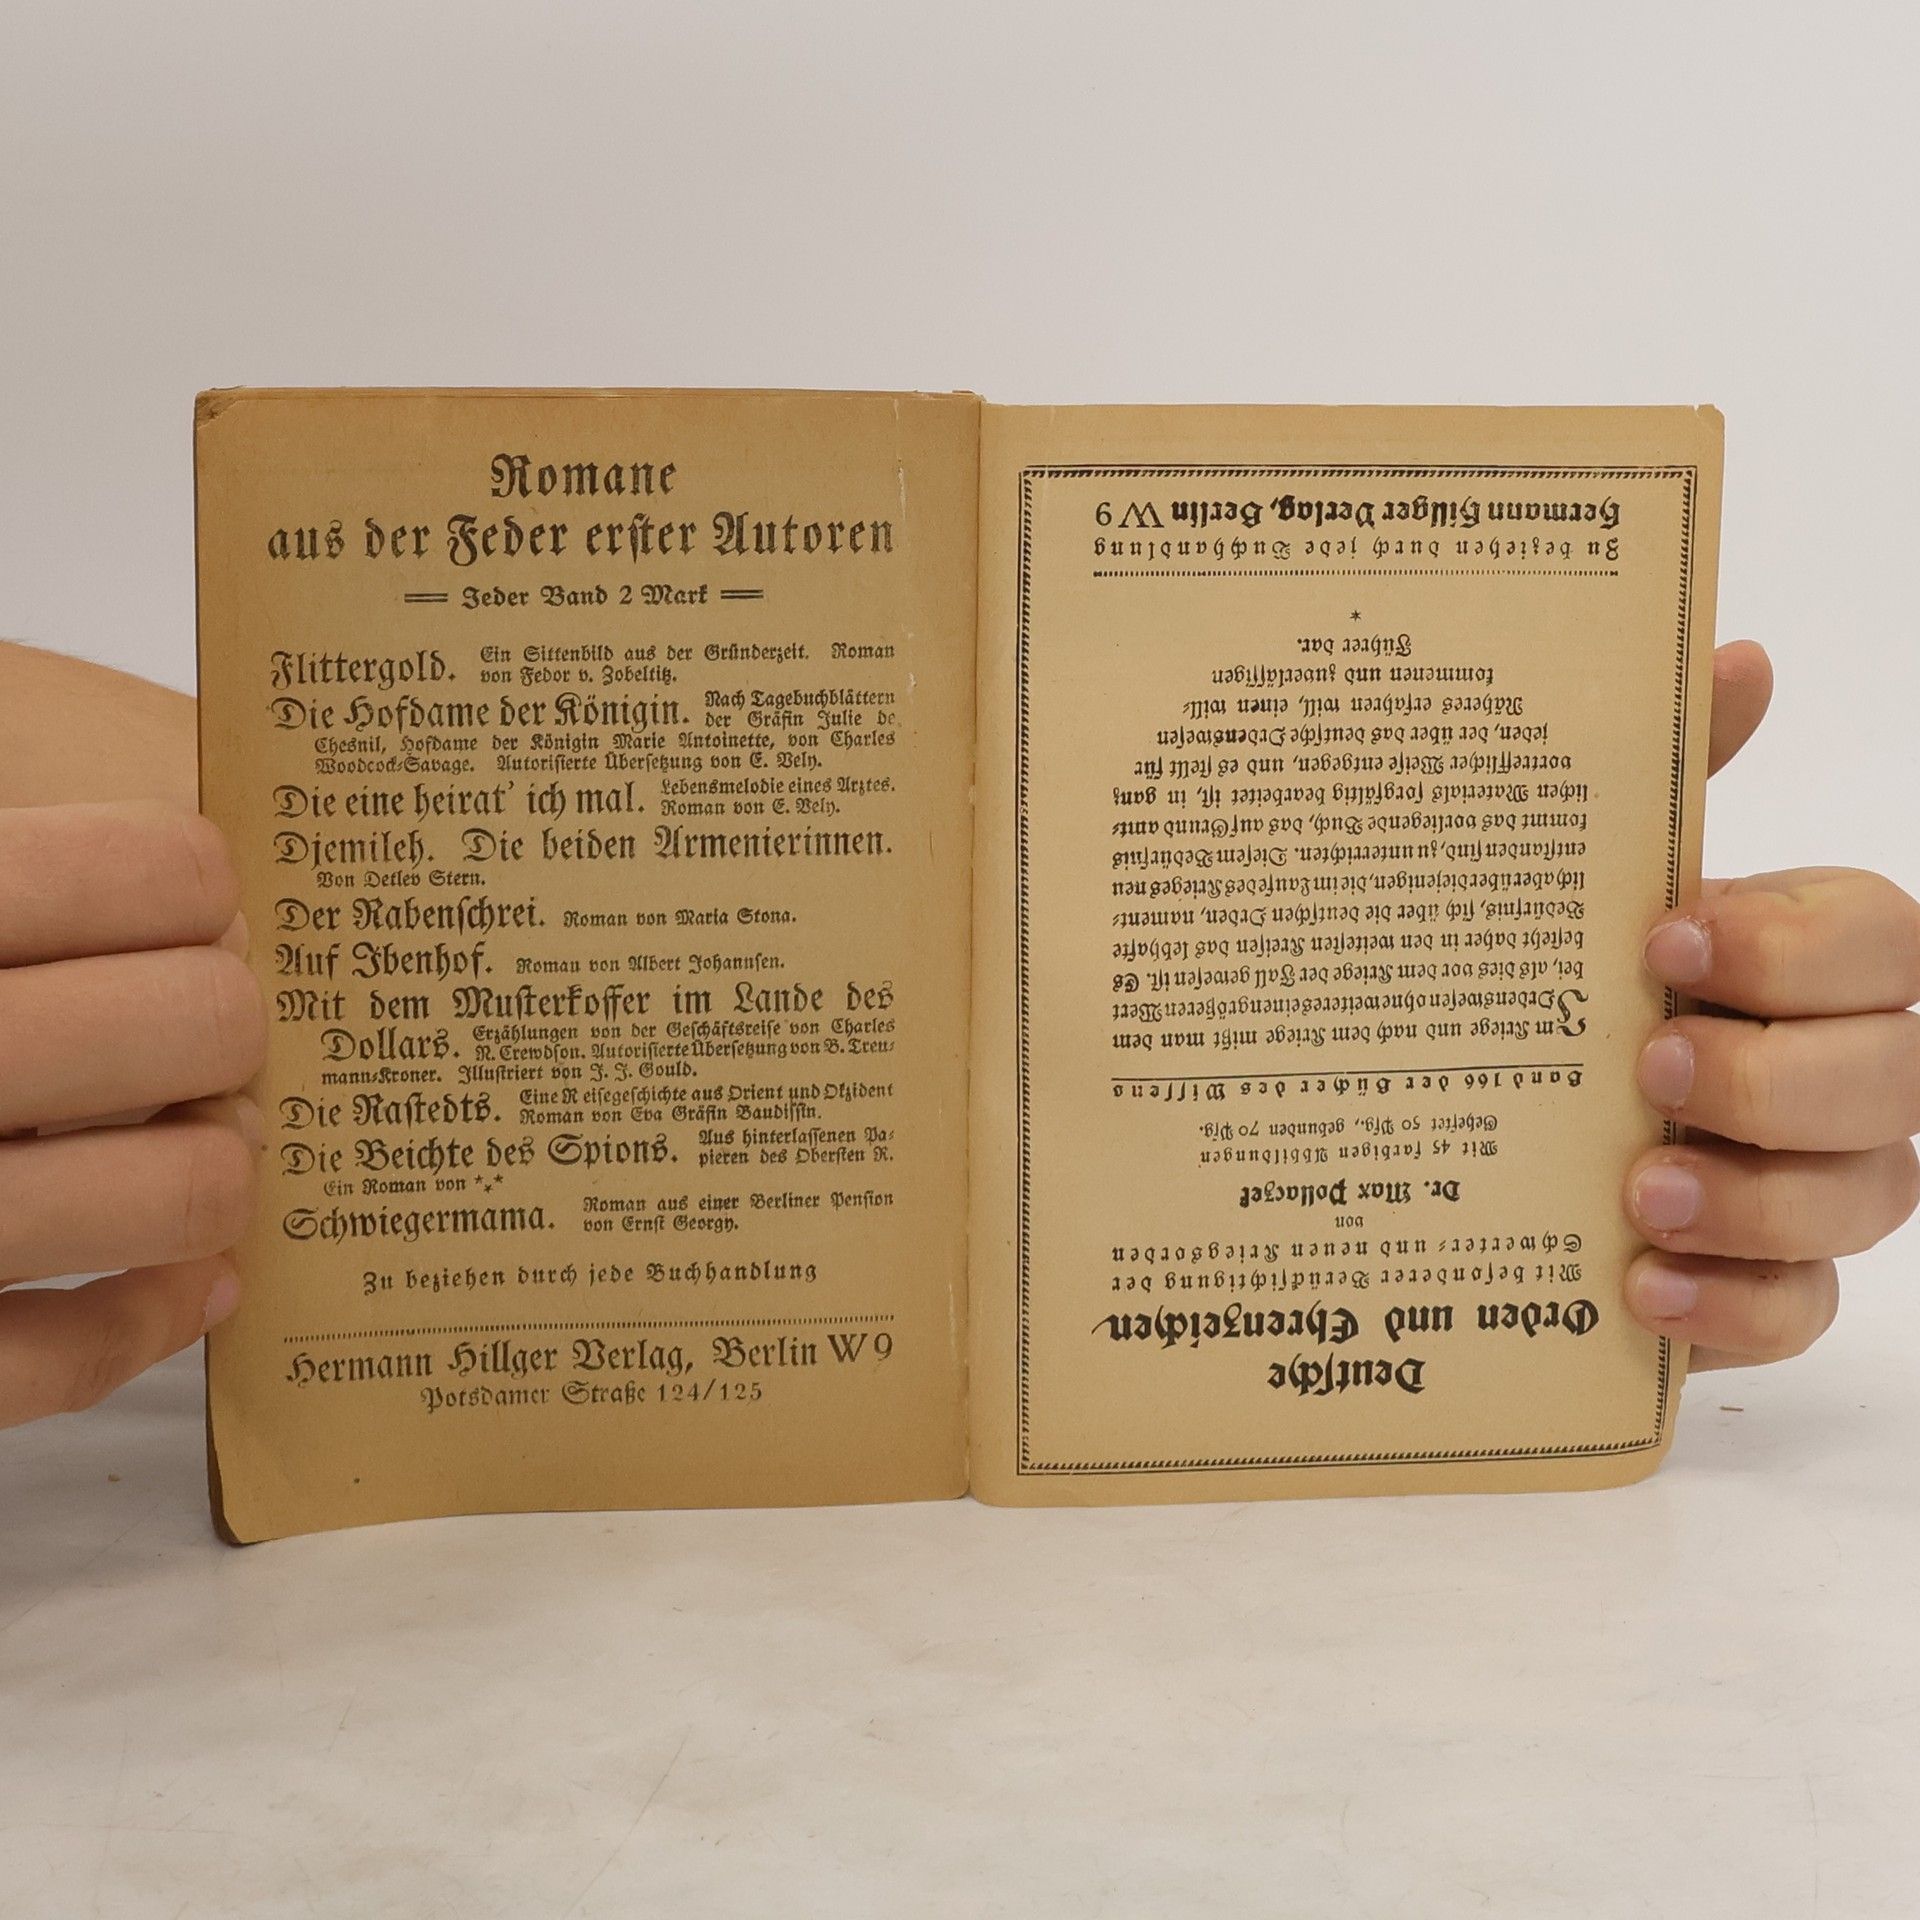 Romane
aus der Feder erster Autoren
Jeder Band 2 Mark
Flittergold. Ein Sittenbild aus der Gründerzeit. Roman
von Fedor v. Zobeltitz.
Die Hofdame der Königin. Nach Tagebuchblättern
der Gräfin Julie de
Chesnil, Hofdame der Königin Marie Antoinette, von Charles
Woodcock-Savage. Autorisierte Übersetzung von E. Vely.
Die eine heirat' ich mal. Lebensmelodie eines Arztes.
Roman von E. Vely.
Djemileh. Die beiden Armenierinnen.
Von Detlev Stern.
Der Rabenschrei. Roman von Maria Stona.
Auf Ibenhof. Roman von Albert Johannsen.
Mit dem Musterkoffer im Lande des
Dollars. Erzählungen von der Geschäftsreise von Charles
N. Crewdson. Autorisierte Übersetzung von B. Treu-
mann-Kroner. Illustriert von J. J. Gould.
Die Rastedts. Eine Reisegeschichte aus Orient und Okzident
Roman von Eva Gräfin Baudissin.
Die Beichte des Spions. Aus hinterlassenen Pa-
pieren des Obersten R.
Ein Roman von ***
Schwiegermama. Roman aus einer Berliner Pension
von Ernst Georgy.
Zu beziehen durch jede Buchhandlung
Hermann Hillger Verlag, Berlin W 9
Potsdamer Straße 124/125
Deutsche
Orden und Ehrenzeichen
Mit besonderer Berücksichtigung der
Schwerter- und neuen Kriegsorden
von
Dr. Max Pollaczek
Mit 45 farbigen Abbildungen
Geheftet 50 Pfg., gebunden 70 Pfg.
Band 166 der Bücher des Wissens
Im Kriege und nach dem Kriege mißt man dem
Ordenswesen ohne weiteres einen größeren Wert
bei, als dies vor dem Kriege der Fall gewesen ist. Es
besteht daher in den weitesten Kreisen das lebhafte
Bedürfnis, sich über die deutschen Orden, nament-
lich aber über diejenigen, die im Laufe des Krieges neu
entstanden sind, zu unterrichten. Diesem Bedürfnis
kommt das vorliegende Buch, das auf Grund amt-
lichen Materials sorgfältig bearbeitet ist, in ganz
vortrefflicher Weise entgegen, und es stellt für
jeden, der über das deutsche Ordenswesen
Näheres erfahren will, einen will-
kommenen und zuverlässigen
Führer dar.
*
Zu beziehen durch jede Buchhandlung
Hermann Hillger Verlag, Berlin W 9